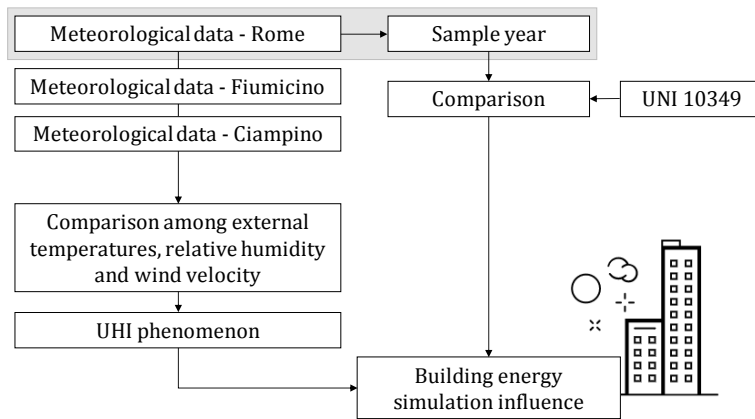 Meteorological data - Rome
Sample year
Meteorological data - Fiumicino
Comparison
UNI 10349
Meteorological data - Ciampino
Comparison among external
temperatures, relative humidity
and wind velocity
UHI phenomenon
Building energy
simulation influence